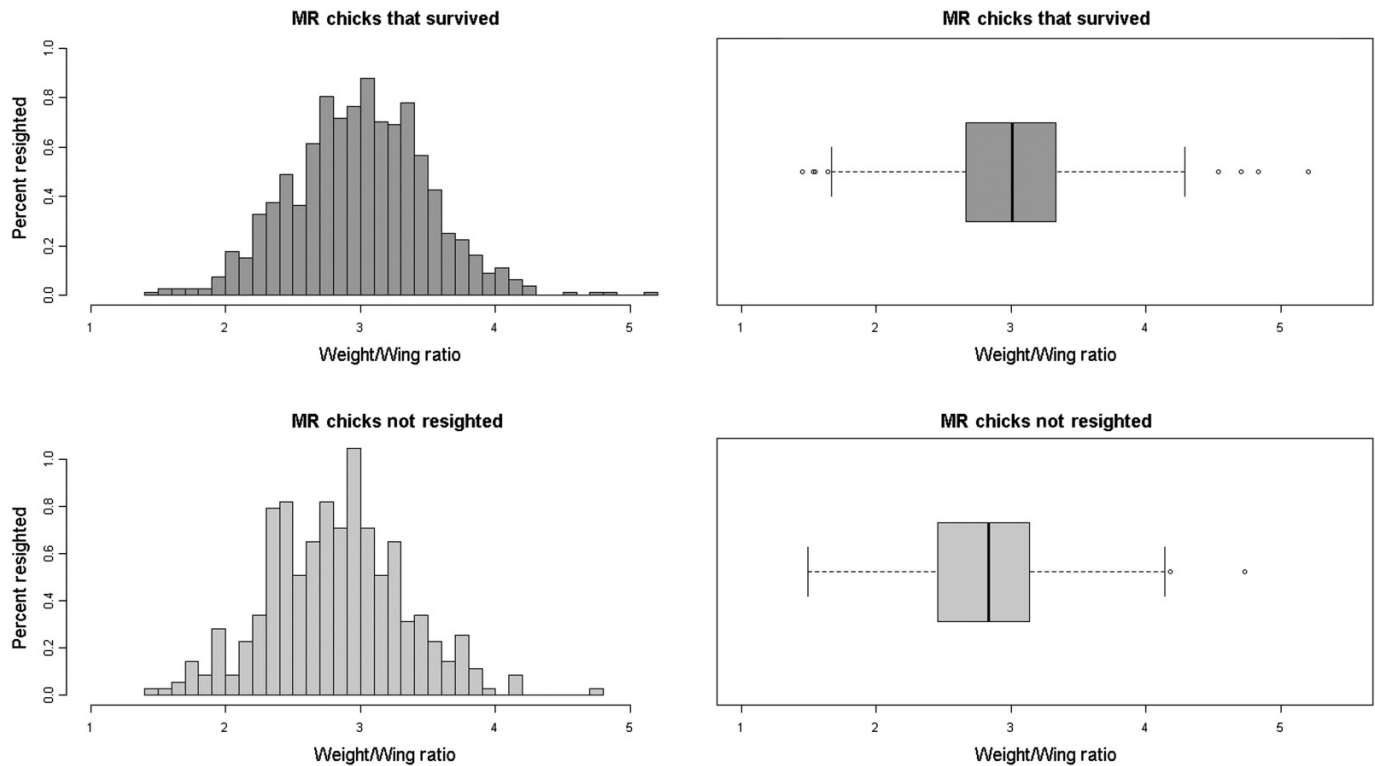 MR chicks that survived
Percent resighted
1.0
0.8
0.6
0.4
0.2
0.0
1 2 3 4 5
Weight/Wing ratio
MR chicks that survived
1 2 3 4 5
Weight/Wing ratio
MR chicks not resighted
Percent resighted
1.0
0.8
0.6
0.4
0.2
0.0
1 2 3 4 5
Weight/Wing ratio
MR chicks not resighted
1 2 3 4 5
Weight/Wing ratio